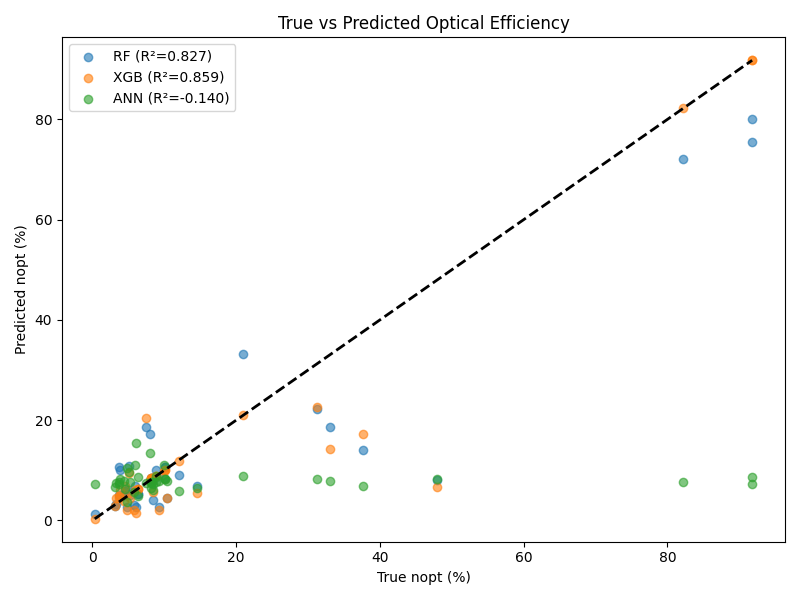 True vs Predicted Optical Efficiency
RF (R²=0.827)
XGB (R²=0.859)
ANN (R²=-0.140)
Predicted nopt (%)
80
60
40
20
0
0 20 40 60 80
True nopt (%)